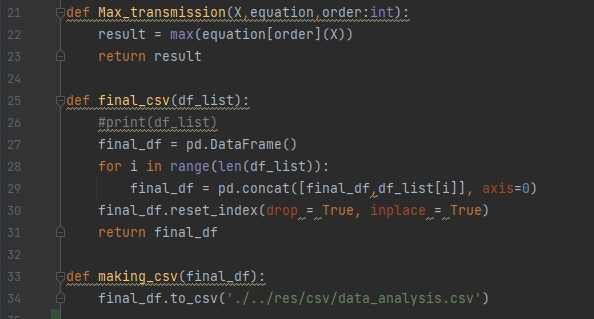 21 def Max_transmission(X,equation,order:int):
22     result = max(equation[order](X))
23     return result
24
25 def final_csv(df_list):
26     #print(df_list)
27     final_df = pd.DataFrame()
28     for i in range(len(df_list)):
29         final_df = pd.concat([final_df,df_list[i]], axis=0)
30     final_df.reset_index(drop = True, inplace = True)
31     return final_df
32
33 def making_csv(final_df):
34     final_df.to_csv('./../res/csv/data_analysis.csv')